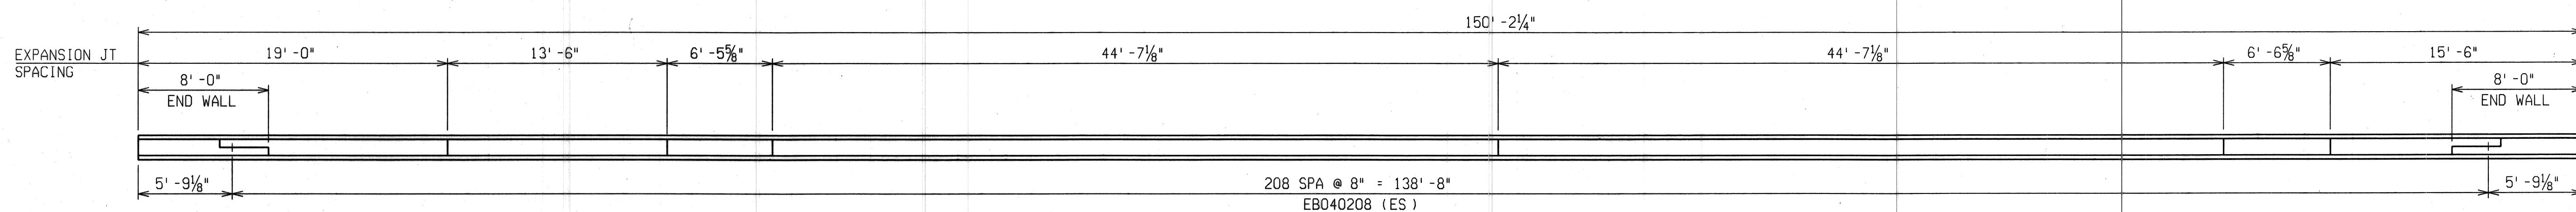 150'-2¼"
EXPANSION JT
SPACING
19'-0"
13'-6"
6'-5⅝"
44'-7⅛"
44'-7⅛"
6'-6⅝"
15'-6"
8'-0"
END WALL
8'-0"
END WALL
5'-9⅛"
208 SPA @ 8" = 138'-8"
EB040208 (ES)
5'-9⅛"